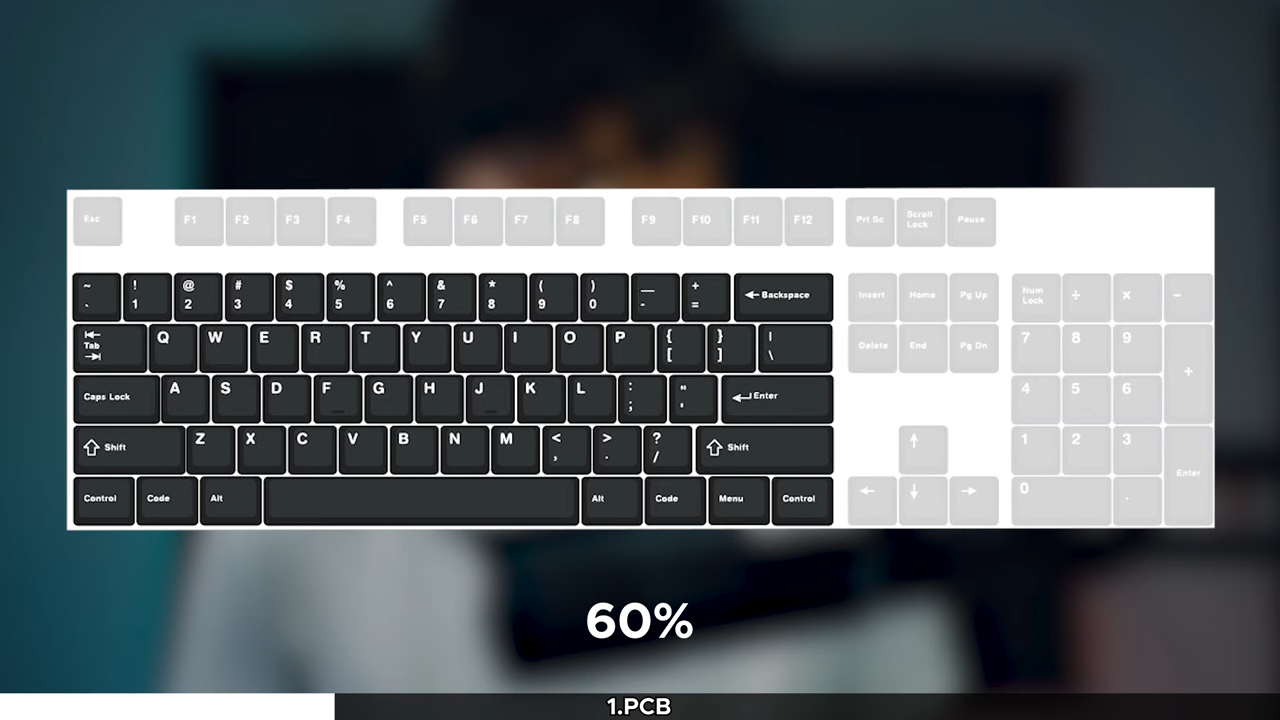 Esc F1 F2 F3 F4 F5 F6 F7 F8 F9 F10 F11 F12 Prt Sc Scroll Lock Pause
~ ! @ # $ % ^ & * ( ) — +
` 1 2 3 4 5 6 7 8 9 0 - = ← Backspace Insert Home Pg Up Num Lock ÷ x -
Tab Q W E R T Y U I O P { [ } ] | \ Delete End Pg Dn 7 8 9 +
Caps Lock A S D F G H J K L : ; " ' Enter 4 5 6
Shift Z X C V B N M < , > . ? / Shift ↑ 1 2 3 Enter
Control Code Alt Alt Code Menu Control ← ↓ → 0 .
60%
1.PCB